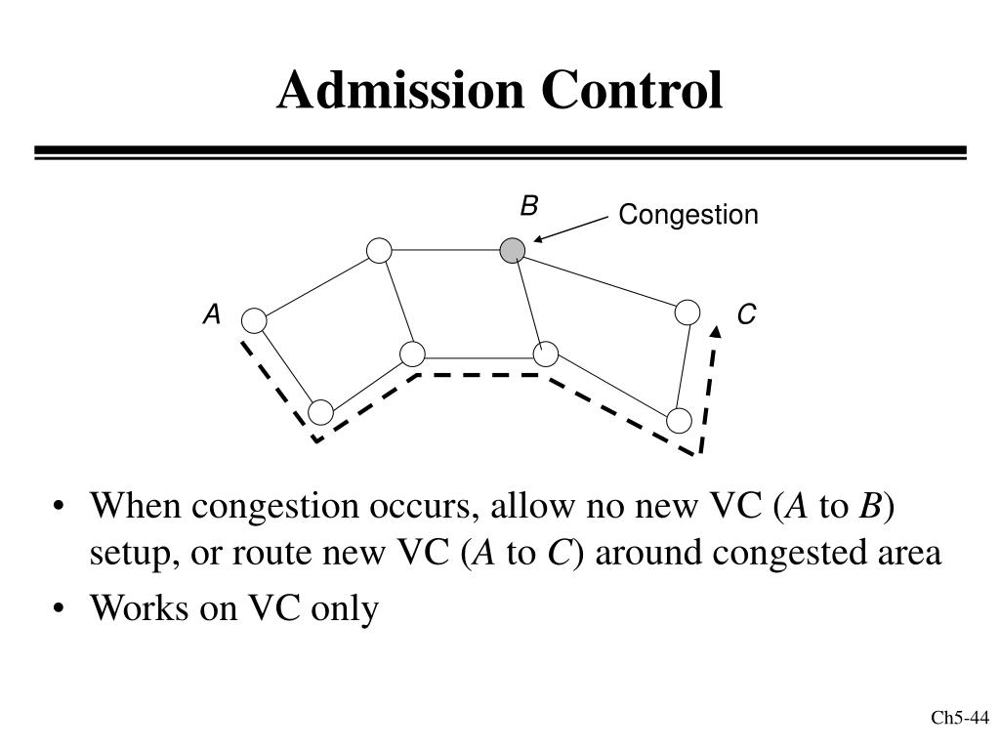 Admission Control
B
Congestion
A
C
• When congestion occurs, allow no new VC (A to B)
setup, or route new VC (A to C) around congested area
• Works on VC only
Ch5-44